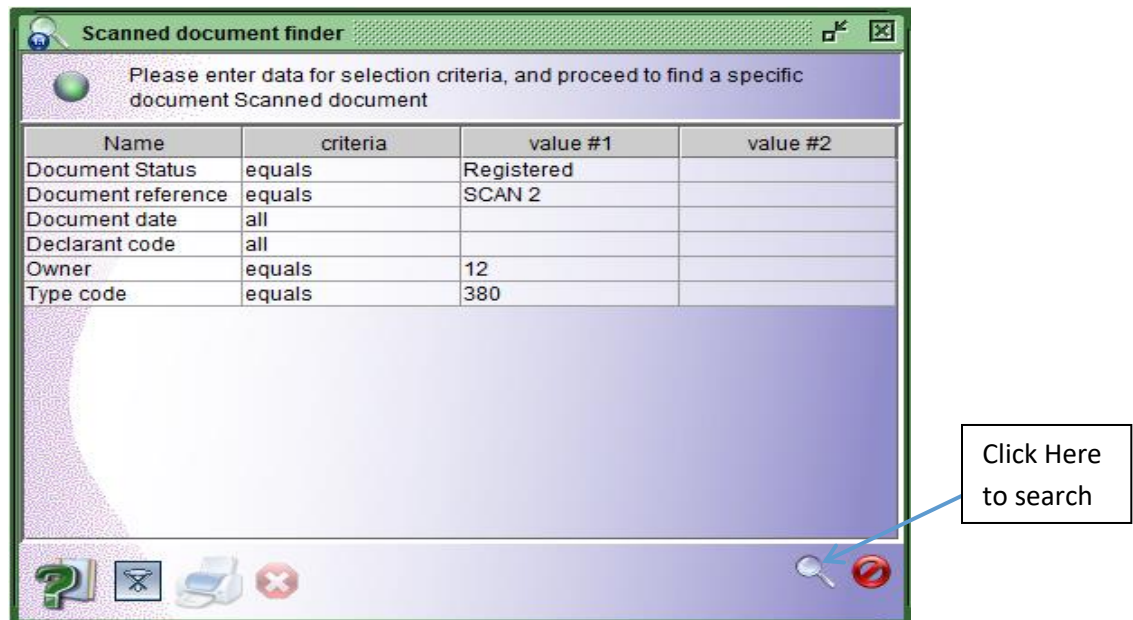 Scanned document finder
Please enter data for selection criteria, and proceed to find a specific
document Scanned document
Name criteria value #1 value #2
Document Status equals Registered
Document reference equals SCAN 2
Document date all
Declarant code all
Owner equals 12
Type code equals 380
Click Here
to search